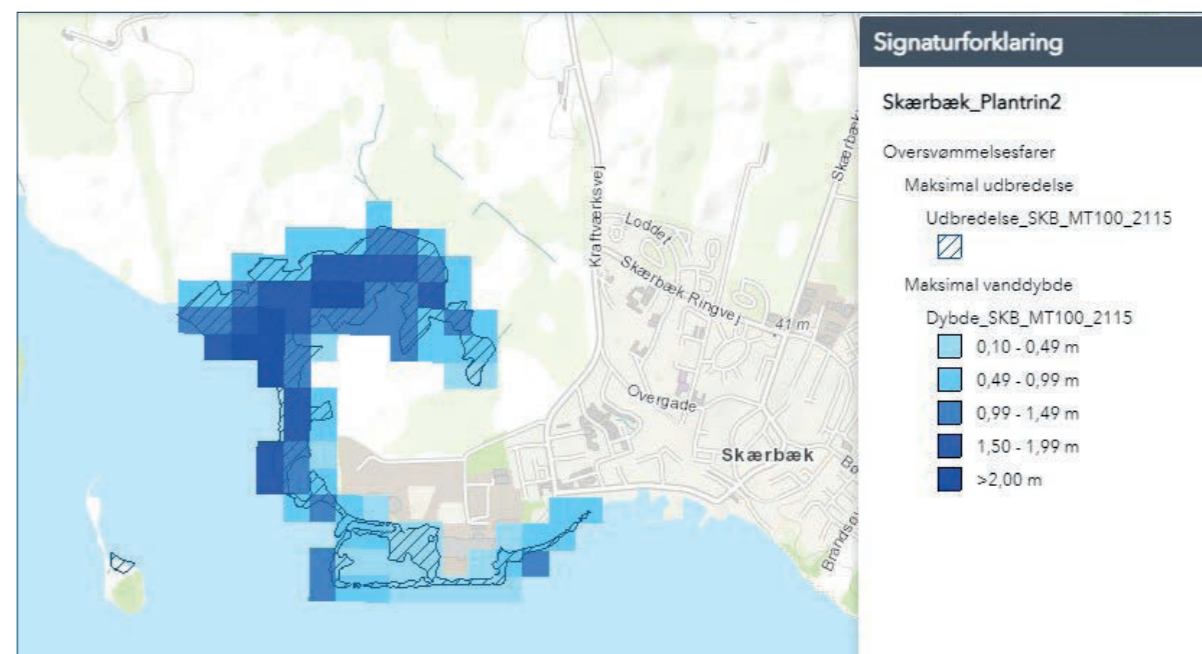 Signaturforklaring
Skærbæk_Plantrin2
Oversvømmelsesfarer
Maksimal udbredelse
Udbredelse_SKB_MT100_2115
Maksimal vanddybde
Dybde_SKB_MT100_2115
0,10 - 0,49 m
0,49 - 0,99 m
0,99 - 1,49 m
1,50 - 1,99 m
>2,00 m
Kraftværksvej
Skærbæk
Loddet
Skærbæk Ringvej
41 m
Overgade
Skærbæk